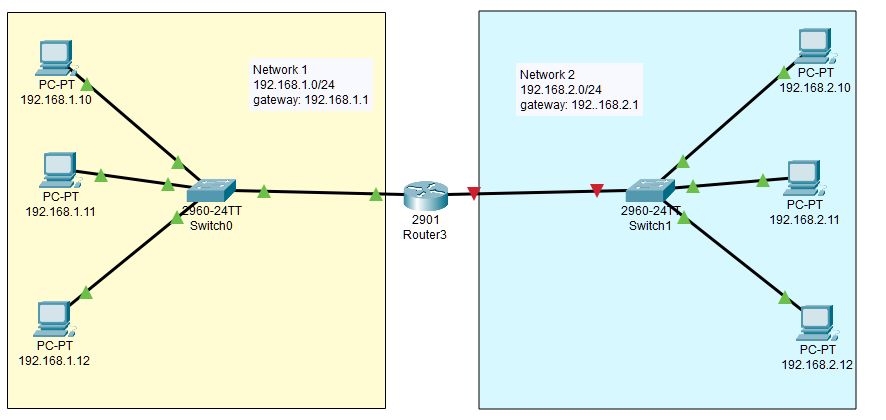 Network 1
192.168.1.0/24
gateway: 192.168.1.1
PC-PT
192.168.1.10
PC-PT
192.168.1.11
PC-PT
192.168.1.12
2960-24TT
Switch0
2901
Router3
Network 2
192.168.2.0/24
gateway: 192..168.2.1
2960-24TT
Switch1
PC-PT
192.168.2.10
PC-PT
192.168.2.11
PC-PT
192.168.2.12